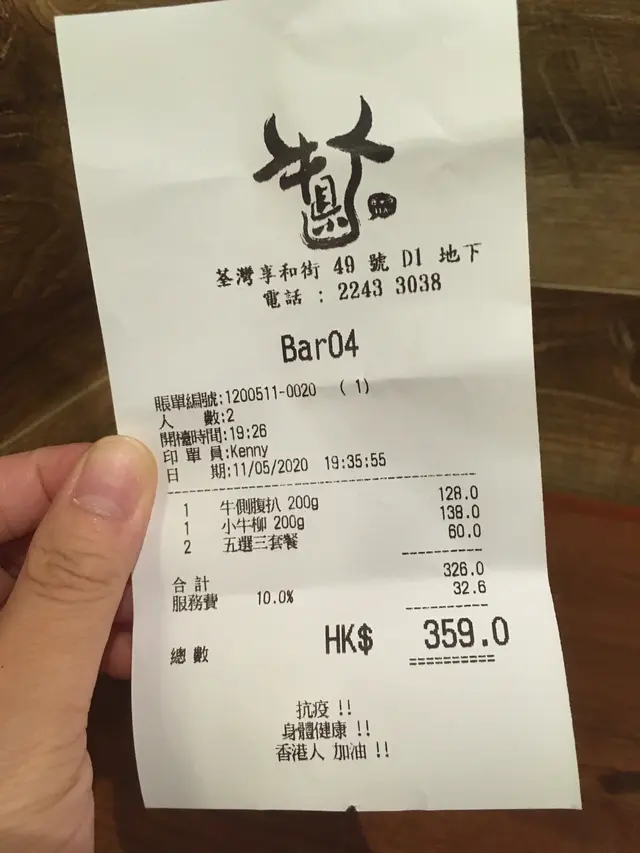 荃灣享和街 49 號 D1 地下
電話 : 2243 3038
Bar04
賬單編號:1200511-0020 (1)
人 數:2
開檯時間:19:26
印 單 員:Kenny
日 期:11/05/2020 19:35:55
1 牛側腹扒 200g 128.0
1 小牛柳 200g 138.0
2 五選三套餐 60.0
合 計 326.0
服務費 10.0% 32.6
總 數 HK$ 359.0
抗疫 !!
身體健康 !!
香港人 加油 !!